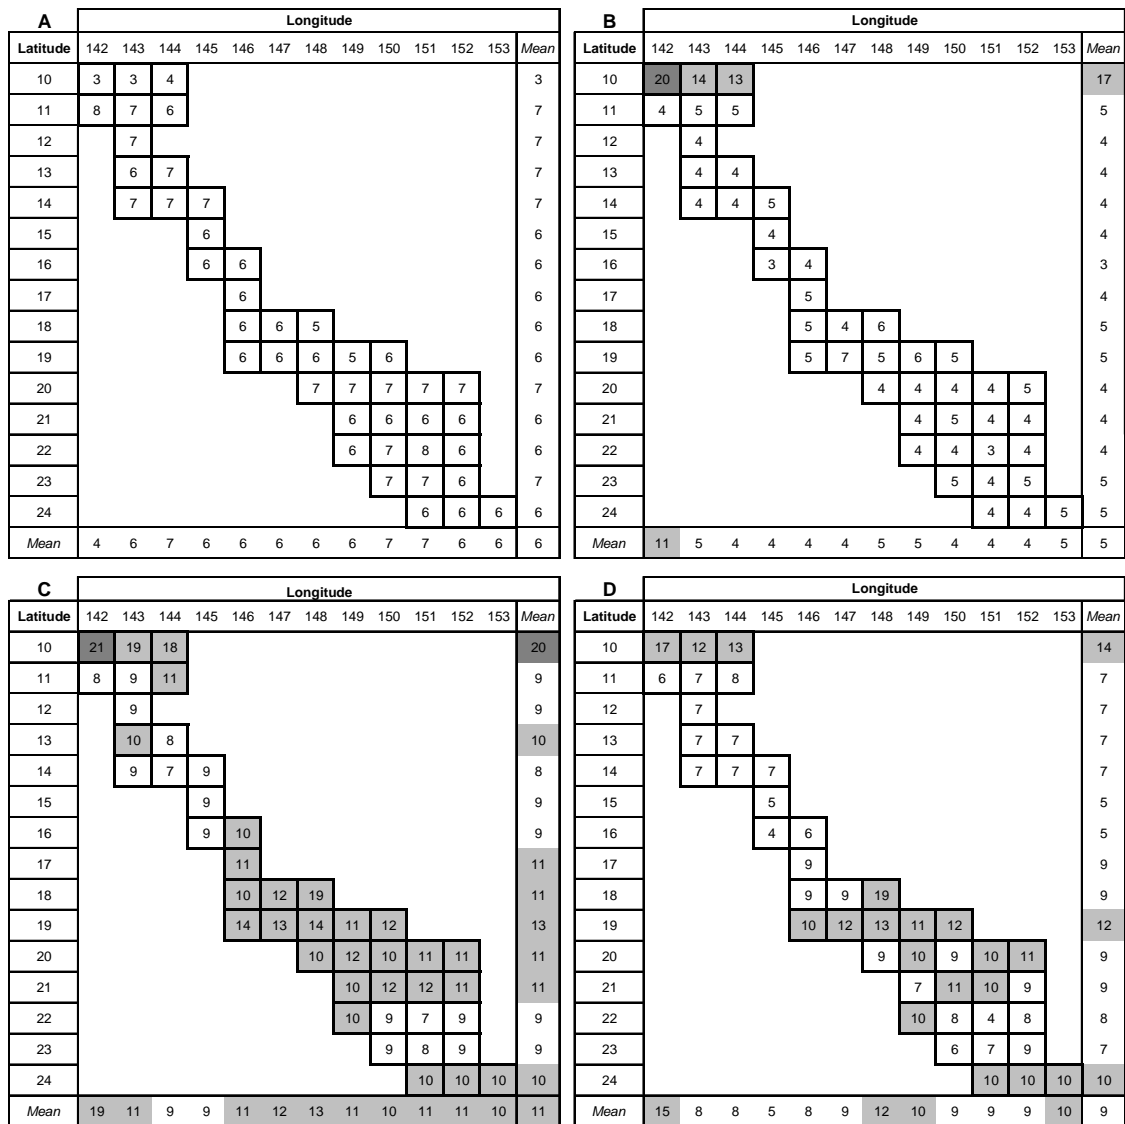 A Longitude
Latitude 142 143 144 145 146 147 148 149 150 151 152 153 Mean
10 3 3 4 3
11 8 7 6 7
12 7 7
13 6 7 7
14 7 7 7 7
15 6 6
16 6 6 6
17 6 6
18 6 6 5 6
19 6 6 6 5 6 6
20 7 7 7 7 7 7
21 6 6 6 6 6
22 6 7 8 6 6
23 7 7 6 7
24 6 6 6 6
Mean 4 6 7 6 6 6 6 6 7 7 6 6 6
B Longitude
Latitude 142 143 144 145 146 147 148 149 150 151 152 153 Mean
10 20 14 13 17
11 4 5 5 5
12 4 4
13 4 4 4
14 4 4 5 4
15 4 4
16 3 4 3
17 5 4
18 5 4 6 5
19 5 7 5 6 5 5
20 4 4 4 4 5 4
21 4 5 4 4 4
22 4 4 3 4 4
23 5 4 5 5
24 4 4 5 5
Mean 11 5 4 4 4 4 5 5 4 4 4 5 5
C Longitude
Latitude 142 143 144 145 146 147 148 149 150 151 152 153 Mean
10 21 19 18 20
11 8 9 11 9
12 9 9
13 10 8 10
14 9 7 9 8
15 9 9
16 9 10 9
17 11 11
18 10 12 19 11
19 14 13 14 11 12 13
20 10 12 10 11 11 11
21 10 12 12 11 11
22 10 9 7 9 9
23 9 8 9 9
24 10 10 10 10
Mean 19 11 9 9 11 12 13 11 10 11 11 10 11
D Longitude
Latitude 142 143 144 145 146 147 148 149 150 151 152 153 Mean
10 17 12 13 14
11 6 7 8 7
12 7 7
13 7 7 7
14 7 7 7 7
15 5 5
16 4 6 5
17 9 9
18 9 9 19 9
19 10 12 13 11 12 12
20 9 10 9 10 11 9
21 7 11 10 9 9
22 10 8 4 8 8
23 6 7 9 7
24 10 10 10 10
Mean 15 8 8 5 8 9 12 10 9 9 9 10 9